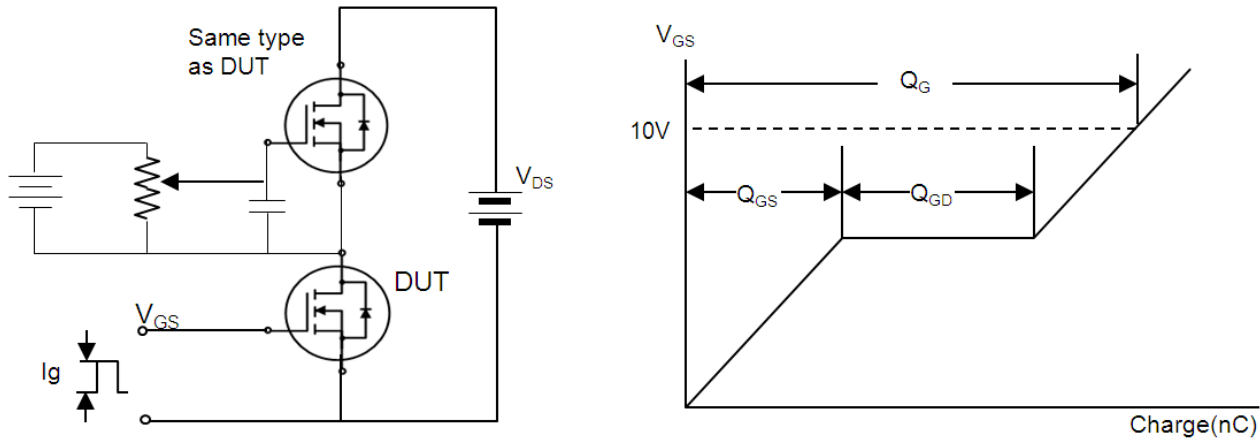 Same type
as DUT
V_DS
DUT
V_GS
Ig
V_GS
Q_G
10V
Q_GS
Q_GD
Charge(nC)